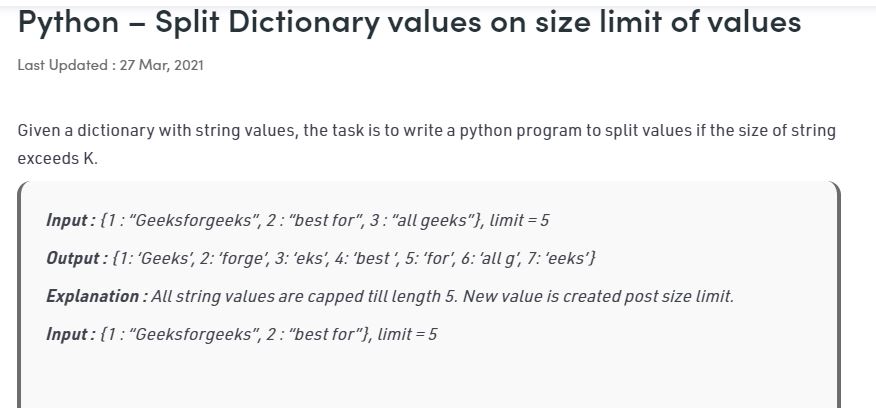 Python – Split Dictionary values on size limit of values
Last Updated : 27 Mar, 2021
Given a dictionary with string values, the task is to write a python program to split values if the size of string
exceeds K.
Input : {1 : “Geeksforgeeks”, 2 : “best for”, 3 : “all geeks”}, limit = 5
Output : {1: ‘Geeks’, 2: ‘forge’, 3: ‘eks’, 4: ‘best ‘, 5: ‘for’, 6: ‘all g’, 7: ‘eeks’}
Explanation : All string values are capped till length 5. New value is created post size limit.
Input : {1 : “Geeksforgeeks”, 2 : “best for”}, limit = 5